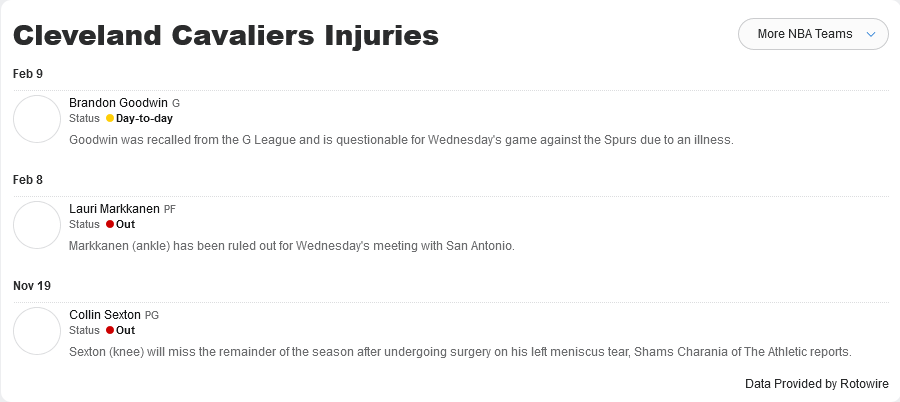 Cleveland Cavaliers Injuries
More NBA Teams
Feb 9
Brandon Goodwin G
Status Day-to-day
Goodwin was recalled from the G League and is questionable for Wednesday's game against the Spurs due to an illness.
Feb 8
Lauri Markkanen PF
Status Out
Markkanen (ankle) has been ruled out for Wednesday's meeting with San Antonio.
Nov 19
Collin Sexton PG
Status Out
Sexton (knee) will miss the remainder of the season after undergoing surgery on his left meniscus tear, Shams Charania of The Athletic reports.
Data Provided by Rotowire